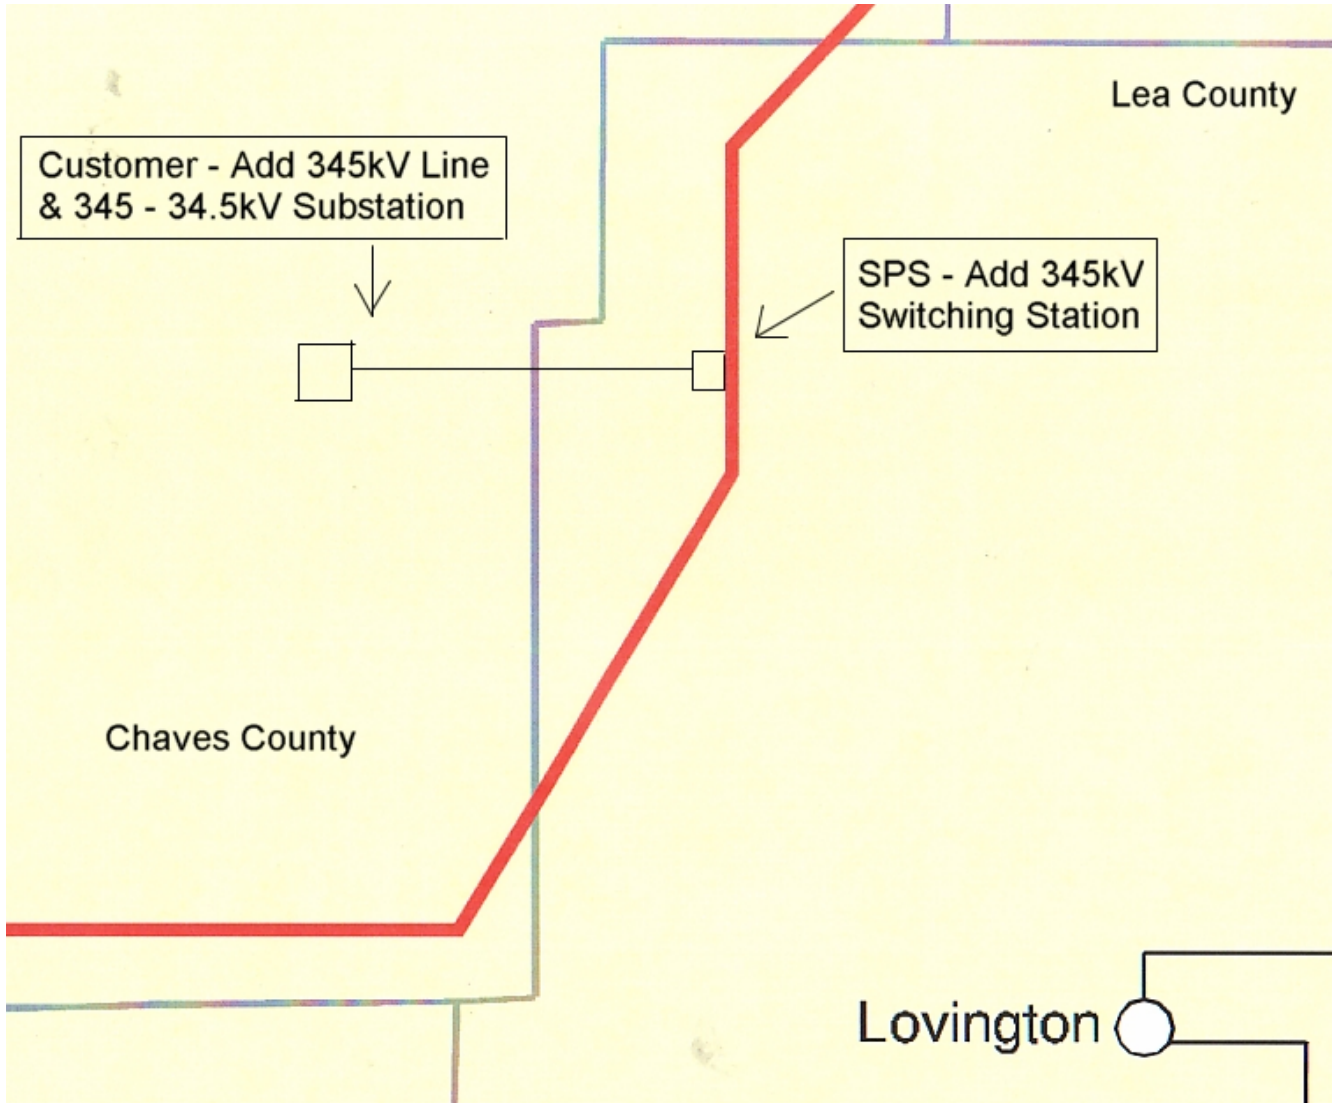 Lea County
Customer - Add 345kV Line
& 345 - 34.5kV Substation
SPS - Add 345kV
Switching Station
Chaves County
Lovington